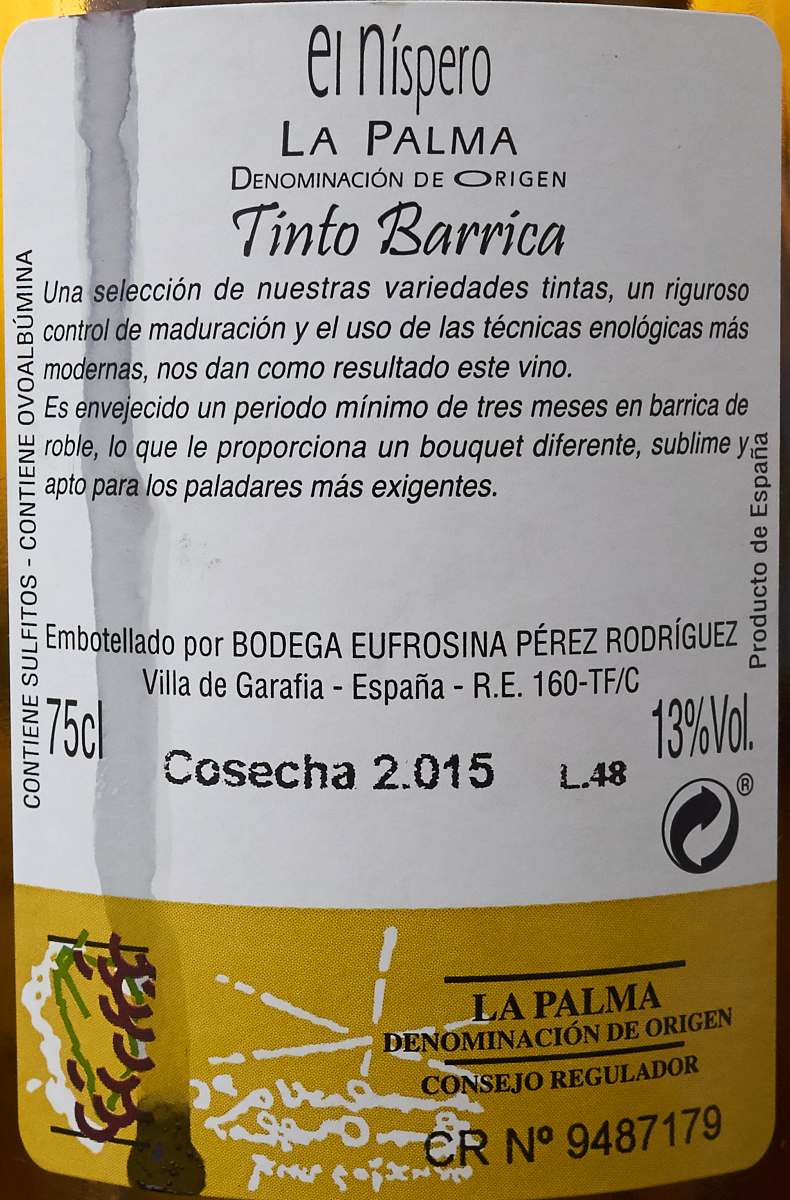 el Níspero
LA PALMA
DENOMINACIÓN DE ORIGEN
Tinto Barrica
Una selección de nuestras variedades tintas, un riguroso
control de maduración y el uso de las técnicas enológicas más
modernas, nos dan como resultado este vino.
Es envejecido un periodo mínimo de tres meses en barrica de
roble, lo que le proporciona un bouquet diferente, sublime y
apto para los paladares más exigentes.
CONTIENE SULFITOS - CONTIENE OVOALBÚMINA
Producto de España
Embotellado por BODEGA EUFROSINA PÉREZ RODRÍGUEZ
Villa de Garafia - España - R.E. 160-TF/C
75cl
13%Vol.
Cosecha 2.015 L.48
®
LA PALMA
DENOMINACIÓN DE ORIGEN
CONSEJO REGULADOR
CR Nº 9487179